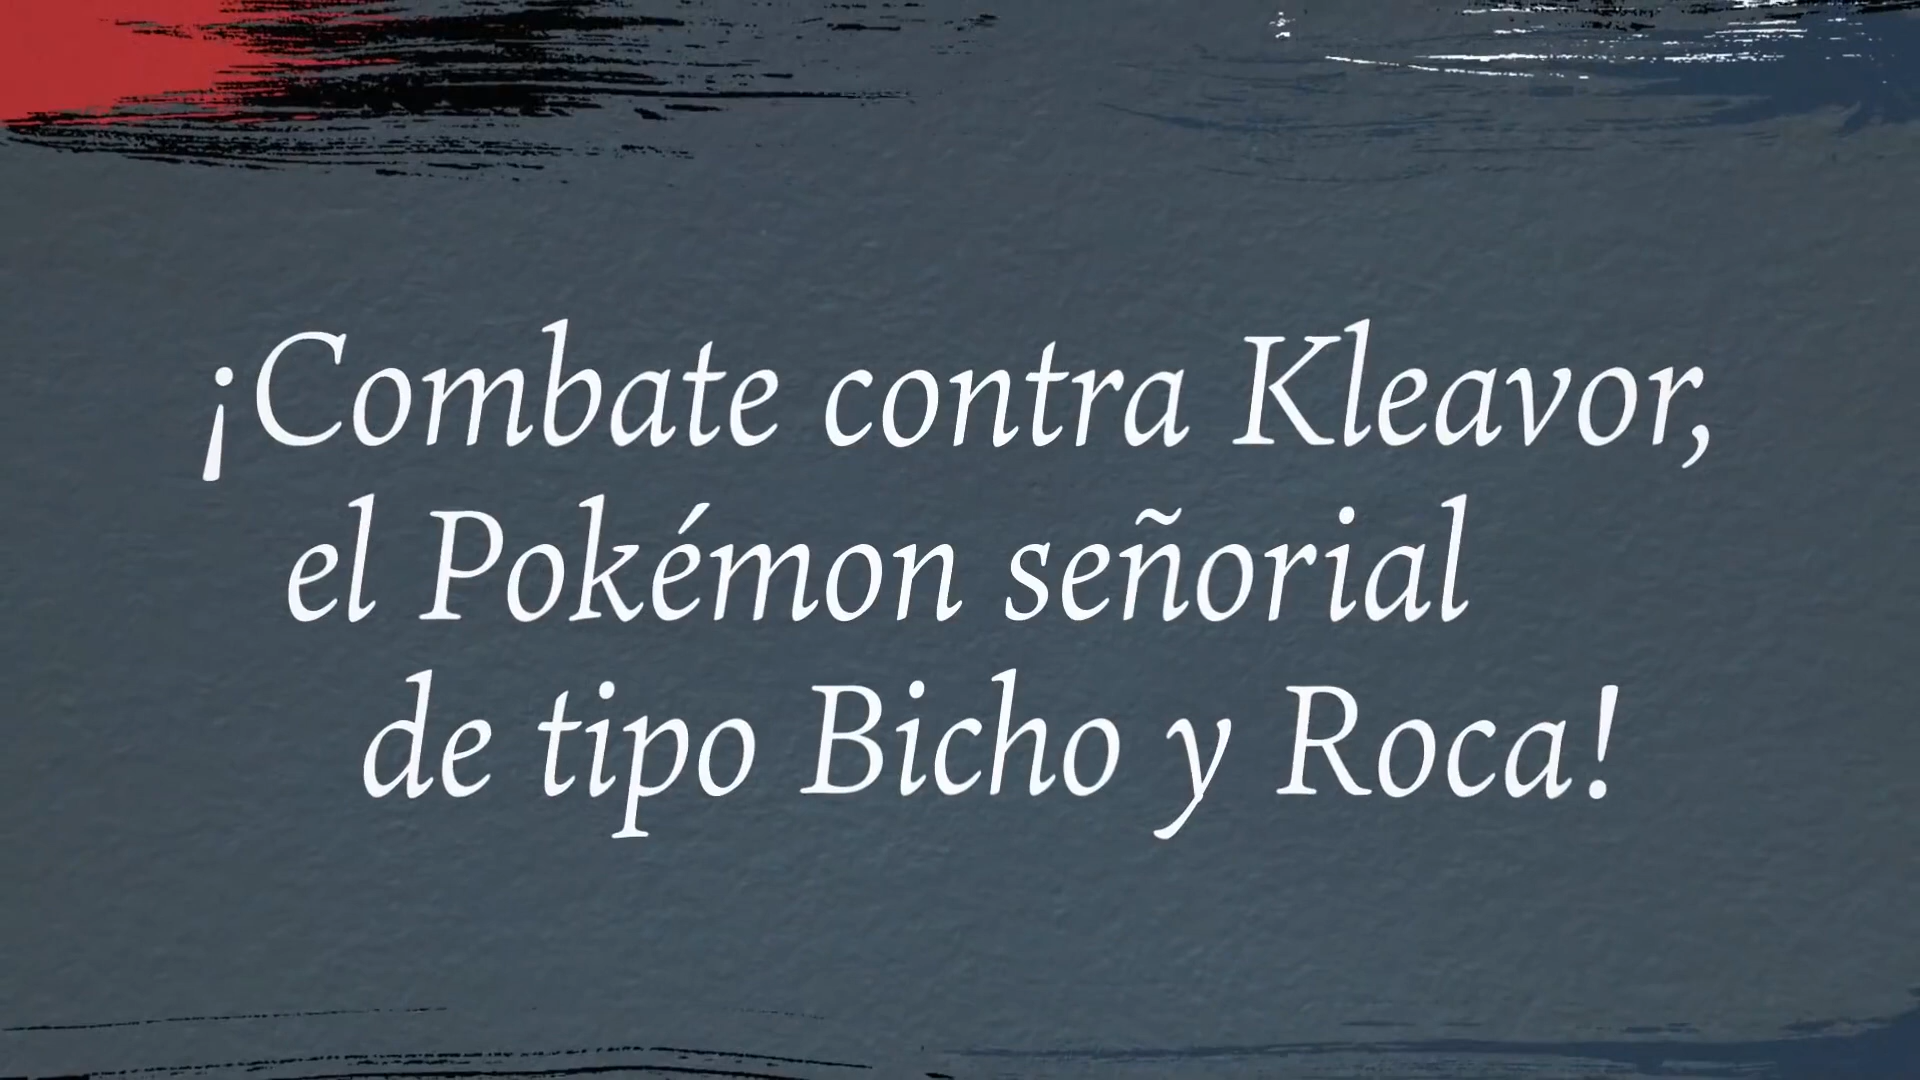 ¡Combate contra Kleavor,
el Pokémon señorial
de tipo Bicho y Roca!